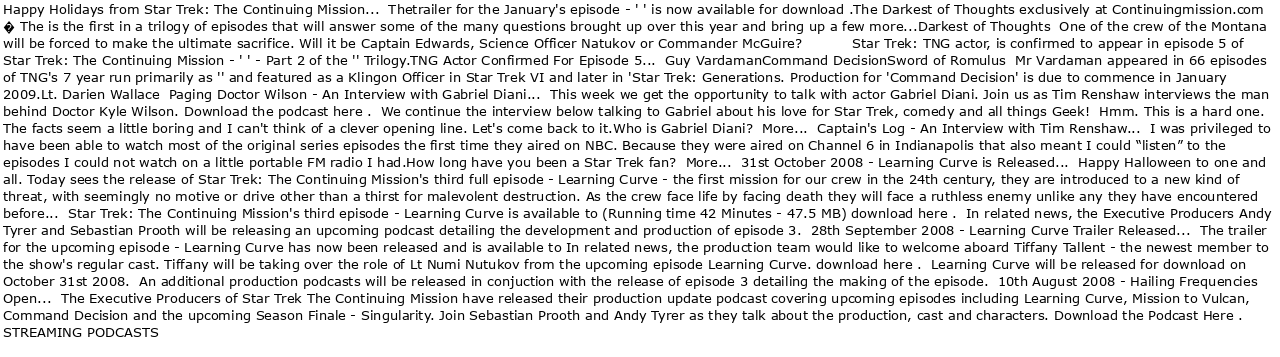 Happy Holidays from Star Trek: The Continuing Mission...  Thetrailer for the January's episode - ' ' is now available for download .The Darkest of Thoughts exclusively at Continuingmission.com
� The is the first in a trilogy of episodes that will answer some of the many questions brought up over this year and bring up a few more...Darkest of Thoughts  One of the crew of the Montana
will be forced to make the ultimate sacrifice. Will it be Captain Edwards, Science Officer Natukov or Commander McGuire?          Star Trek: TNG actor, is confirmed to appear in episode 5 of
Star Trek: The Continuing Mission - ' ' - Part 2 of the '' Trilogy.TNG Actor Confirmed For Episode 5...  Guy VardamanCommand DecisionSword of Romulus  Mr Vardaman appeared in 66 episodes
of TNG's 7 year run primarily as '' and featured as a Klingon Officer in Star Trek VI and later in 'Star Trek: Generations. Production for 'Command Decision' is due to commence in January
2009.Lt. Darien Wallace  Paging Doctor Wilson - An Interview with Gabriel Diani...  This week we get the opportunity to talk with actor Gabriel Diani. Join us as Tim Renshaw interviews the man
behind Doctor Kyle Wilson. Download the podcast here .  We continue the interview below talking to Gabriel about his love for Star Trek, comedy and all things Geek!  Hmm. This is a hard one.
The facts seem a little boring and I can't think of a clever opening line. Let's come back to it.Who is Gabriel Diani?  More...  Captain's Log - An Interview with Tim Renshaw...  I was privileged to
have been able to watch most of the original series episodes the first time they aired on NBC. Because they were aired on Channel 6 in Indianapolis that also meant I could “listen” to the
episodes I could not watch on a little portable FM radio I had.How long have you been a Star Trek fan?  More...  31st October 2008 - Learning Curve is Released...  Happy Halloween to one and
all. Today sees the release of Star Trek: The Continuing Mission's third full episode - Learning Curve - the first mission for our crew in the 24th century, they are introduced to a new kind of
threat, with seemingly no motive or drive other than a thirst for malevolent destruction. As the crew face life by facing death they will face a ruthless enemy unlike any they have encountered
before...  Star Trek: The Continuing Mission's third episode - Learning Curve is available to (Running time 42 Minutes - 47.5 MB) download here .  In related news, the Executive Producers Andy
Tyrer and Sebastian Prooth will be releasing an upcoming podcast detailing the development and production of episode 3.  28th September 2008 - Learning Curve Trailer Released...  The trailer
for the upcoming episode - Learning Curve has now been released and is available to In related news, the production team would like to welcome aboard Tiffany Tallent - the newest member to
the show's regular cast. Tiffany will be taking over the role of Lt Numi Nutukov from the upcoming episode Learning Curve. download here .  Learning Curve will be released for download on
October 31st 2008.  An additional production podcasts will be released in conjuction with the release of episode 3 detailing the making of the episode.  10th August 2008 - Hailing Frequencies
Open...  The Executive Producers of Star Trek The Continuing Mission have released their production update podcast covering upcoming episodes including Learning Curve, Mission to Vulcan,
Command Decision and the upcoming Season Finale - Singularity. Join Sebastian Prooth and Andy Tyrer as they talk about the production, cast and characters. Download the Podcast Here .
STREAMING PODCASTS